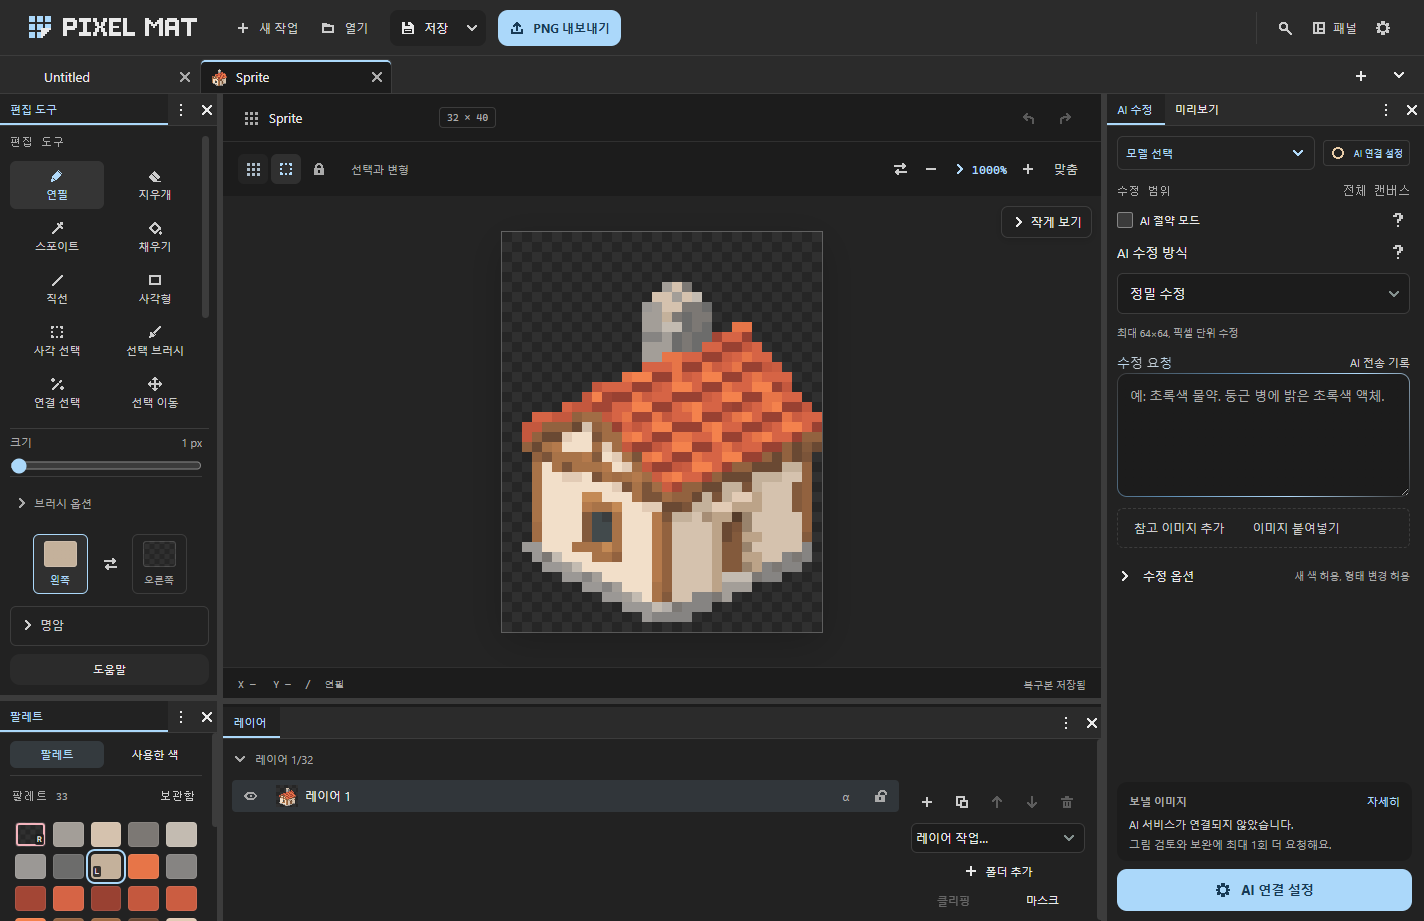 PIXEL MAT
새 작업
열기
저장
PNG 내보내기
패널
Untitled
Sprite
편집 도구
편집 도구
연필
지우개
스포이트
채우기
직선
사각형
사각 선택
선택 브러시
연결 선택
선택 이동
크기
1 px
브러시 옵션
왼쪽
오른쪽
명암
도움말
팔레트
팔레트
사용한 색
팔레트 33
보관함
R
L
Sprite
32 × 40
선택과 변형
1000%
맞춤
작게 보기
X – Y – / 연필
복구본 저장됨
레이어
레이어 1/32
레이어 1
α
레이어 작업...
폴더 추가
클리핑
마스크
AI 수정
미리보기
모델 선택
AI 연결 설정
수정 범위
전체 캔버스
AI 절약 모드
?
AI 수정 방식
?
정밀 수정
최대 64×64, 픽셀 단위 수정
수정 요청
AI 전송 기록
예: 초록색 물약. 둥근 병에 밝은 초록색 액체.
참고 이미지 추가
이미지 붙여넣기
수정 옵션
새 색 허용, 형태 변경 허용
보낼 이미지
자세히
AI 서비스가 연결되지 않았습니다.
그림 검토와 보완에 최대 1회 더 요청해요.
AI 연결 설정